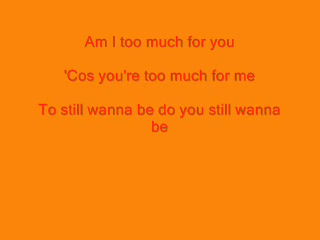 Am I too much for you
'Cos you're too much for me
To still wanna be do you still wanna
be